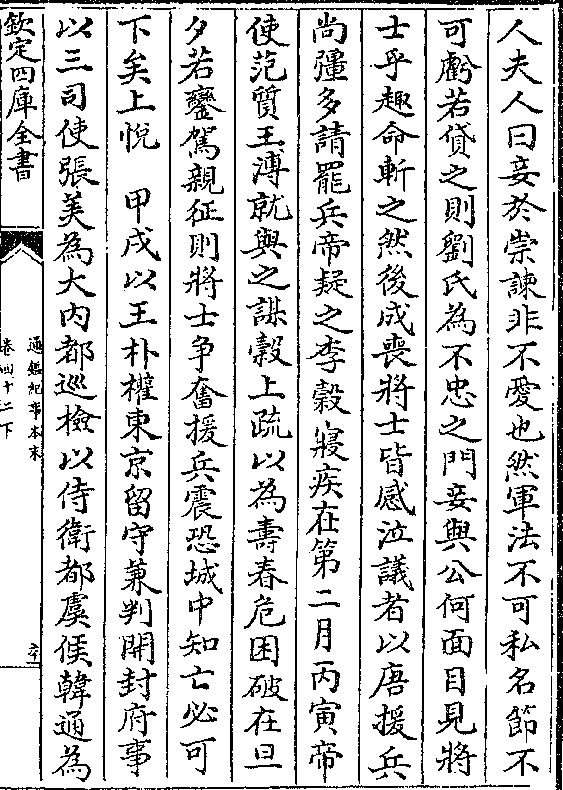 人夫人曰妾於崇諫非不愛也然軍法不可私名節不
可虧若貸之則劉氏為不忠之門妾與公何面目見將
士乎趣命斬之然後成喪將士皆感泣議者以唐援兵
尚彊多請罷兵帝疑之李穀寢疾在第二月丙寅帝
使范質王溥就與之謀穀上疏以為壽春危困破在旦
夕若鑾駕親征則將士争奮援兵震恐城中知亡必可
下矣上悅　甲戌以王朴權東京留守兼判開封府事
以三司使張美為大内都巡檢以侍衛都虞候韓通為
欽定四庫全書
通鑑紀事本末
卷四十二下